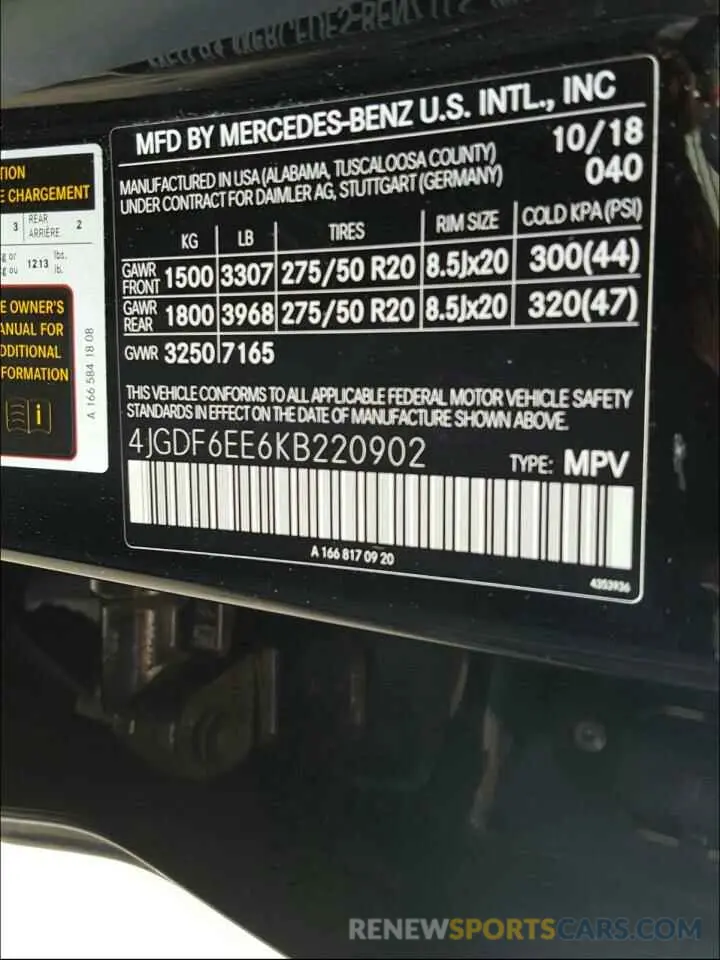 MFD BY MERCEDES-BENZ U.S. INTL., INC
10/18
MANUFACTURED IN USA (ALABAMA, TUSCALOOSA COUNTY)
UNDER CONTRACT FOR DAIMLER AG, STUTTGART (GERMANY)
040
KG LB TIRES RIM SIZE COLD KPA (PSI)
GAWR FRONT 1500 3307 275/50 R20 8.5Jx20 300(44)
GAWR REAR 1800 3968 275/50 R20 8.5Jx20 320(47)
GVWR 3250 7165
THIS VEHICLE CONFORMS TO ALL APPLICABLE FEDERAL MOTOR VEHICLE SAFETY
STANDARDS IN EFFECT ON THE DATE OF MANUFACTURE SHOWN ABOVE.
4JGDF6EE6KB220902
TYPE: MPV
A 166 817 09 20
4353936
TION
E CHARGEMENT
3 REAR ARRIÈRE 2
g or
g ou 1213 lbs. lb.
E OWNER'S
ANUAL FOR
DDITIONAL
FORMATION
i
A 166 584 18 08
RENEWSPORTSCARS.COM